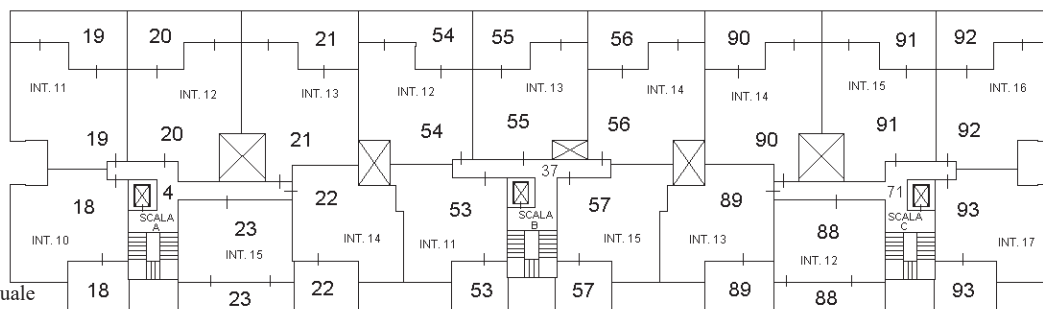 19 20 21 54 55 56 90 91 92
INT. 11 INT. 12 INT. 13 INT. 12 INT. 13 INT. 14 INT. 14 INT. 15 INT. 16
19 20 21 54 55 56 90 91 92
37
4 71
18 22 53 57 89 93
SCALA A SCALA B SCALA C
23 88
INT. 10 INT. 15 INT. 14 INT. 11 INT. 15 INT. 13 INT. 12 INT. 17
18 23 22 53 57 89 88 93
uale